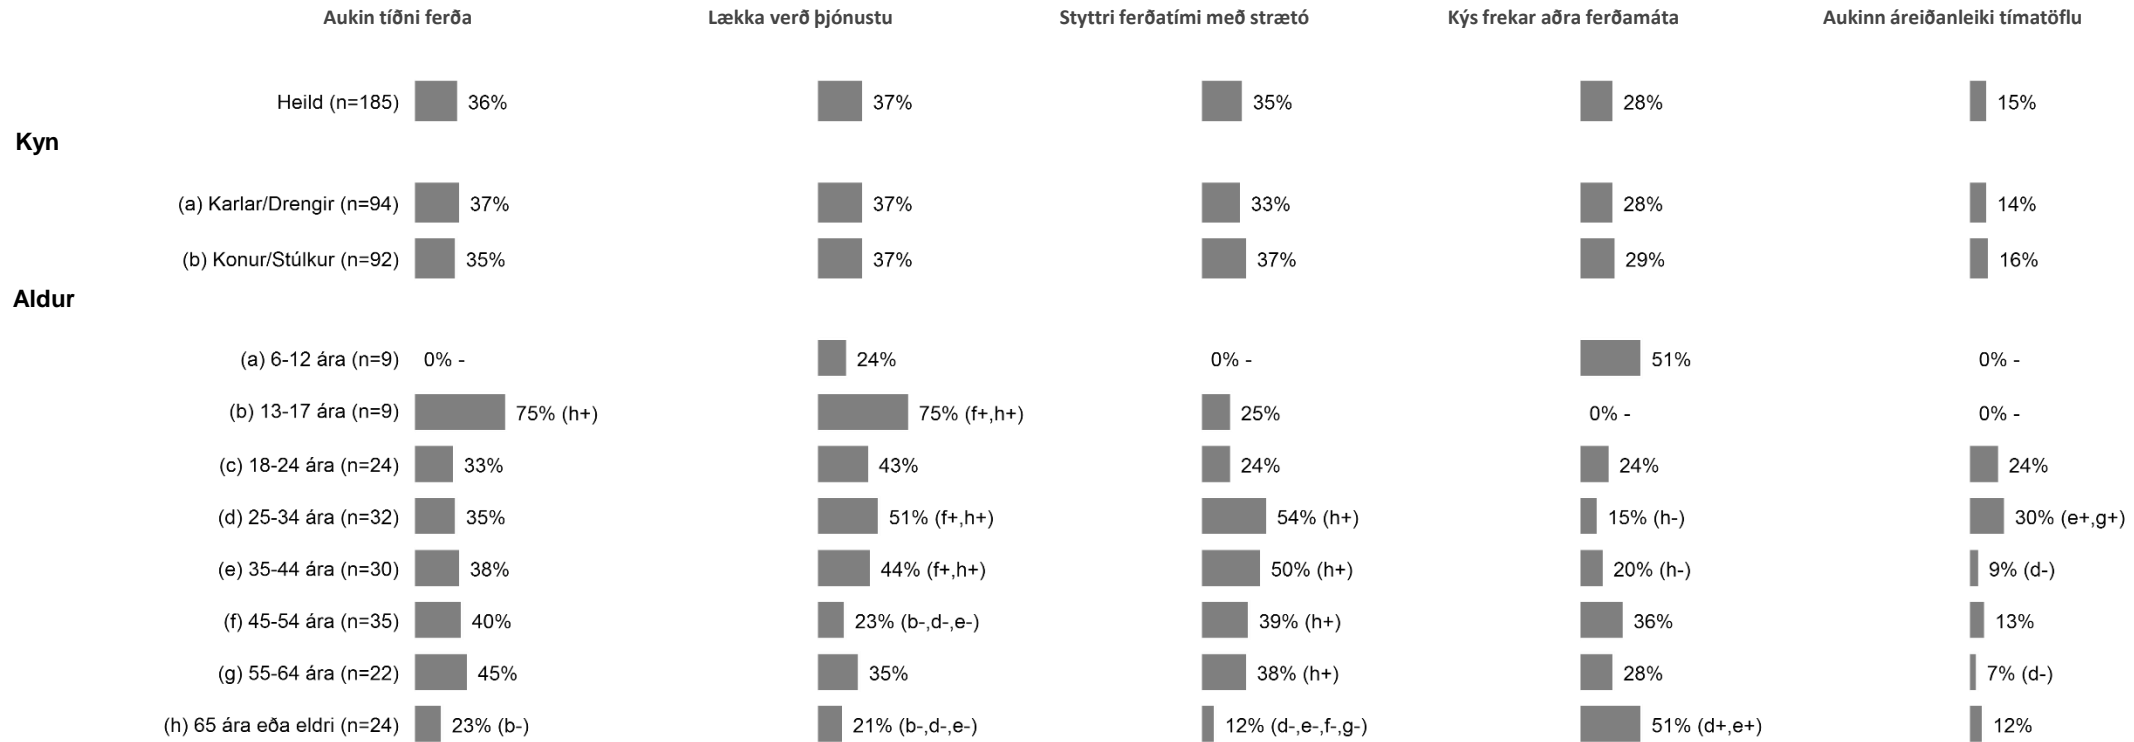 Aukin tíðni ferða Lækka verð þjónustu Styttri ferðatími með strætó Kýs frekar aðra ferðamáta Aukinn áreiðanleiki tímatöflu
Heild (n=185) 36% 37% 35% 28% 15%
Kyn
(a) Karlar/Drengir (n=94) 37% 37% 33% 28% 14%
(b) Konur/Stúlkur (n=92) 35% 37% 37% 29% 16%
Aldur
(a) 6-12 ára (n=9) 0% - 24% 0% - 51% 0% -
(b) 13-17 ára (n=9) 75% (h+) 75% (f+,h+) 25% 0% - 0% -
(c) 18-24 ára (n=24) 33% 43% 24% 24% 24%
(d) 25-34 ára (n=32) 35% 51% (f+,h+) 54% (h+) 15% (h-) 30% (e+,g+)
(e) 35-44 ára (n=30) 38% 44% (f+,h+) 50% (h+) 20% (h-) 9% (d-)
(f) 45-54 ára (n=35) 40% 23% (b-,d-,e-) 39% (h+) 36% 13%
(g) 55-64 ára (n=22) 45% 35% 38% (h+) 28% 7% (d-)
(h) 65 ára eða eldri (n=24) 23% (b-) 21% (b-,d-,e-) 12% (d-,e-,f-,g-) 51% (d+,e+) 12%